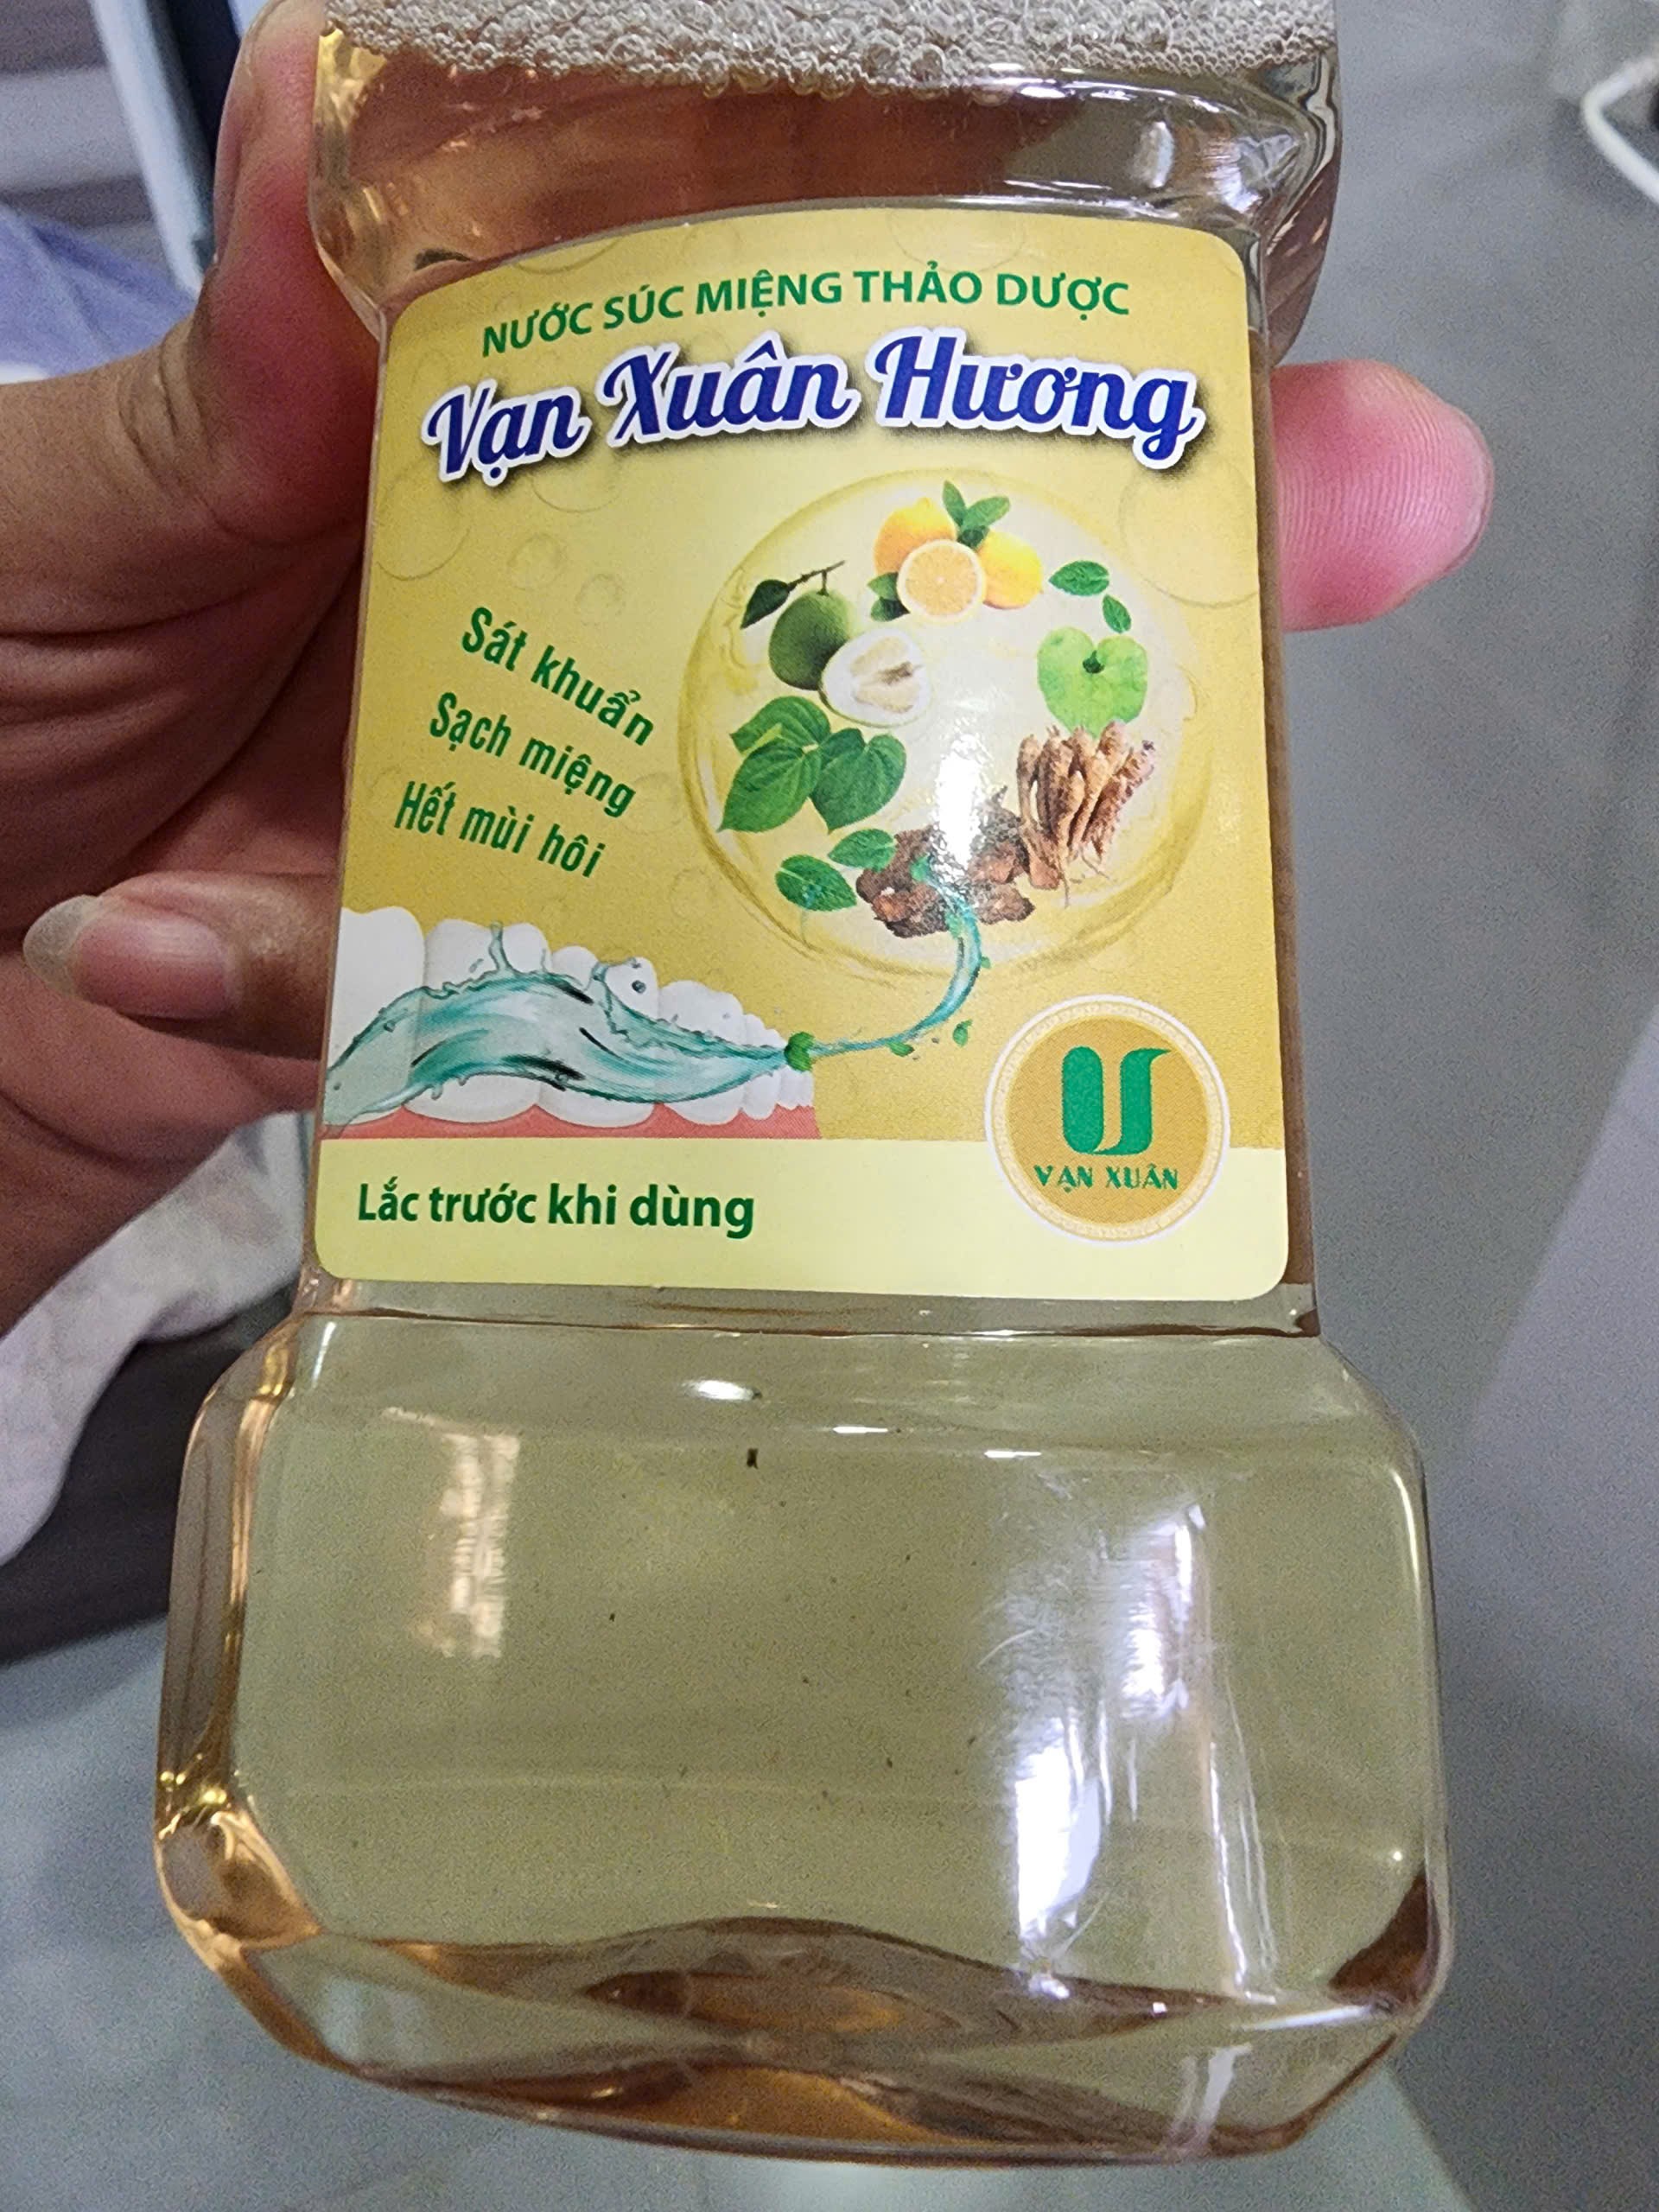 NƯỚC SÚC MIỆNG THẢO DƯỢC
Vạn Xuân Hương
Sát khuẩn
Sạch miệng
Hết mùi hôi
VẠN XUÂN
Lắc trước khi dùng